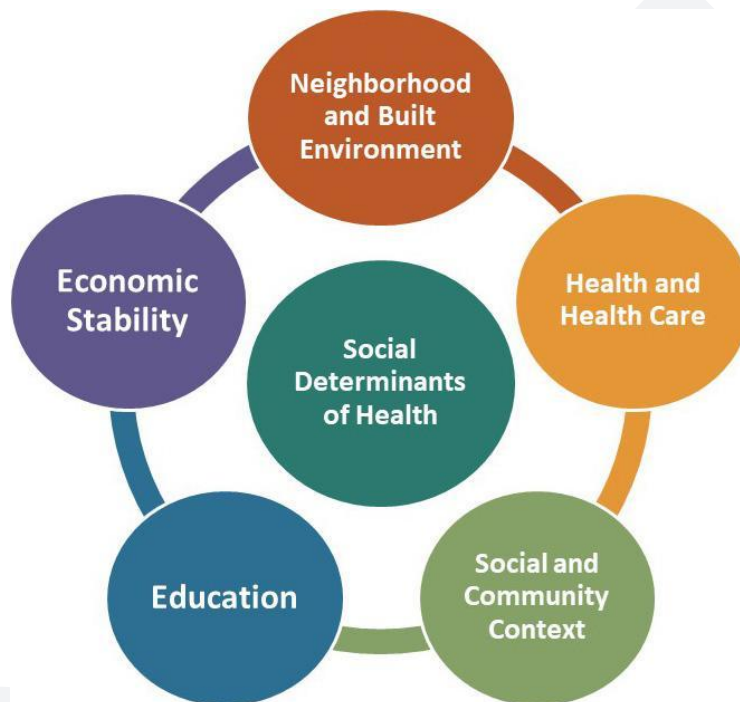 Neighborhood
and Built
Environment
Economic
Stability
Health and
Health Care
Social
Determinants
of Health
Education
Social and
Community
Context